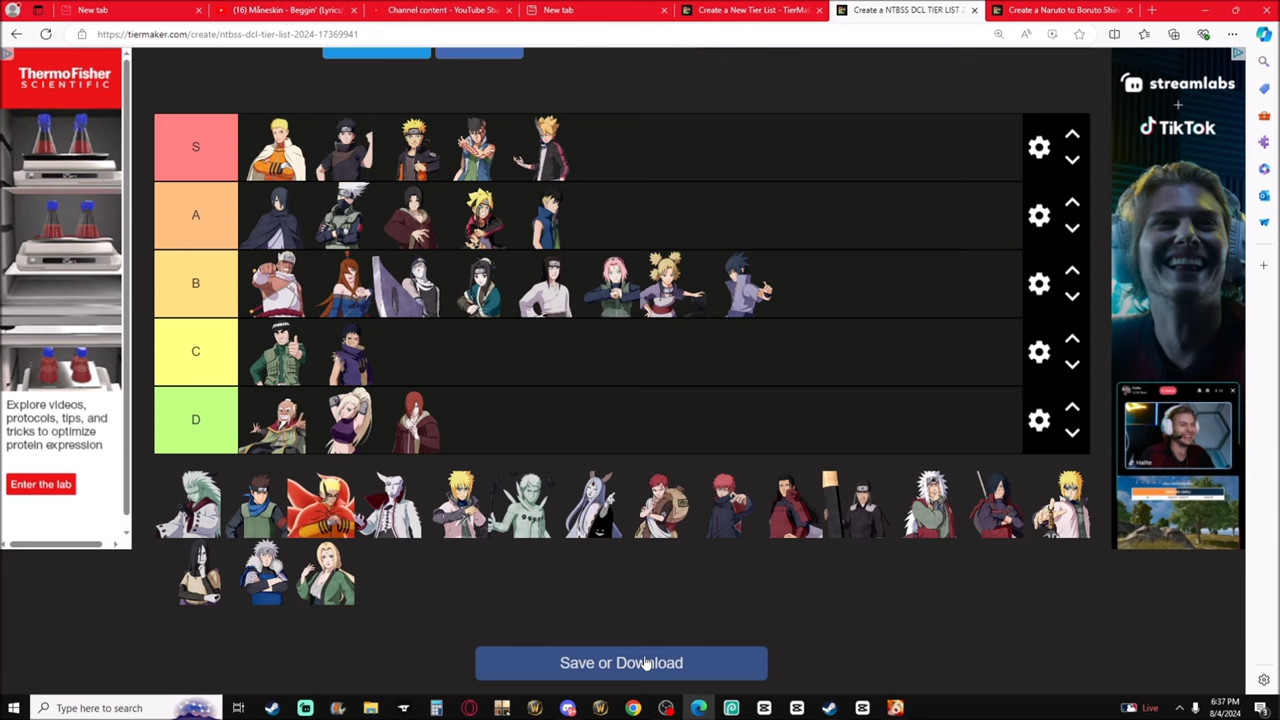 New tab
(16) Måneskin - Beggin' (Lyrics/
Channel content - YouTube Stu
New tab
Create a New Tier List - TierMa
Create a NTBSS DCL TIER LIST 2
Create a Naruto to Boruto Shin
https://tiermaker.com/create/ntbss-dcl-tier-list-2024-17369941
ThermoFisher
SCIENTIFIC
Explore videos,
protocols, tips, and
tricks to optimize
protein expression
Enter the lab
S
A
B
C
D
Save or Download
streamlabs
+
TikTok
Type here to search
Live
6:37 PM
8/4/2024